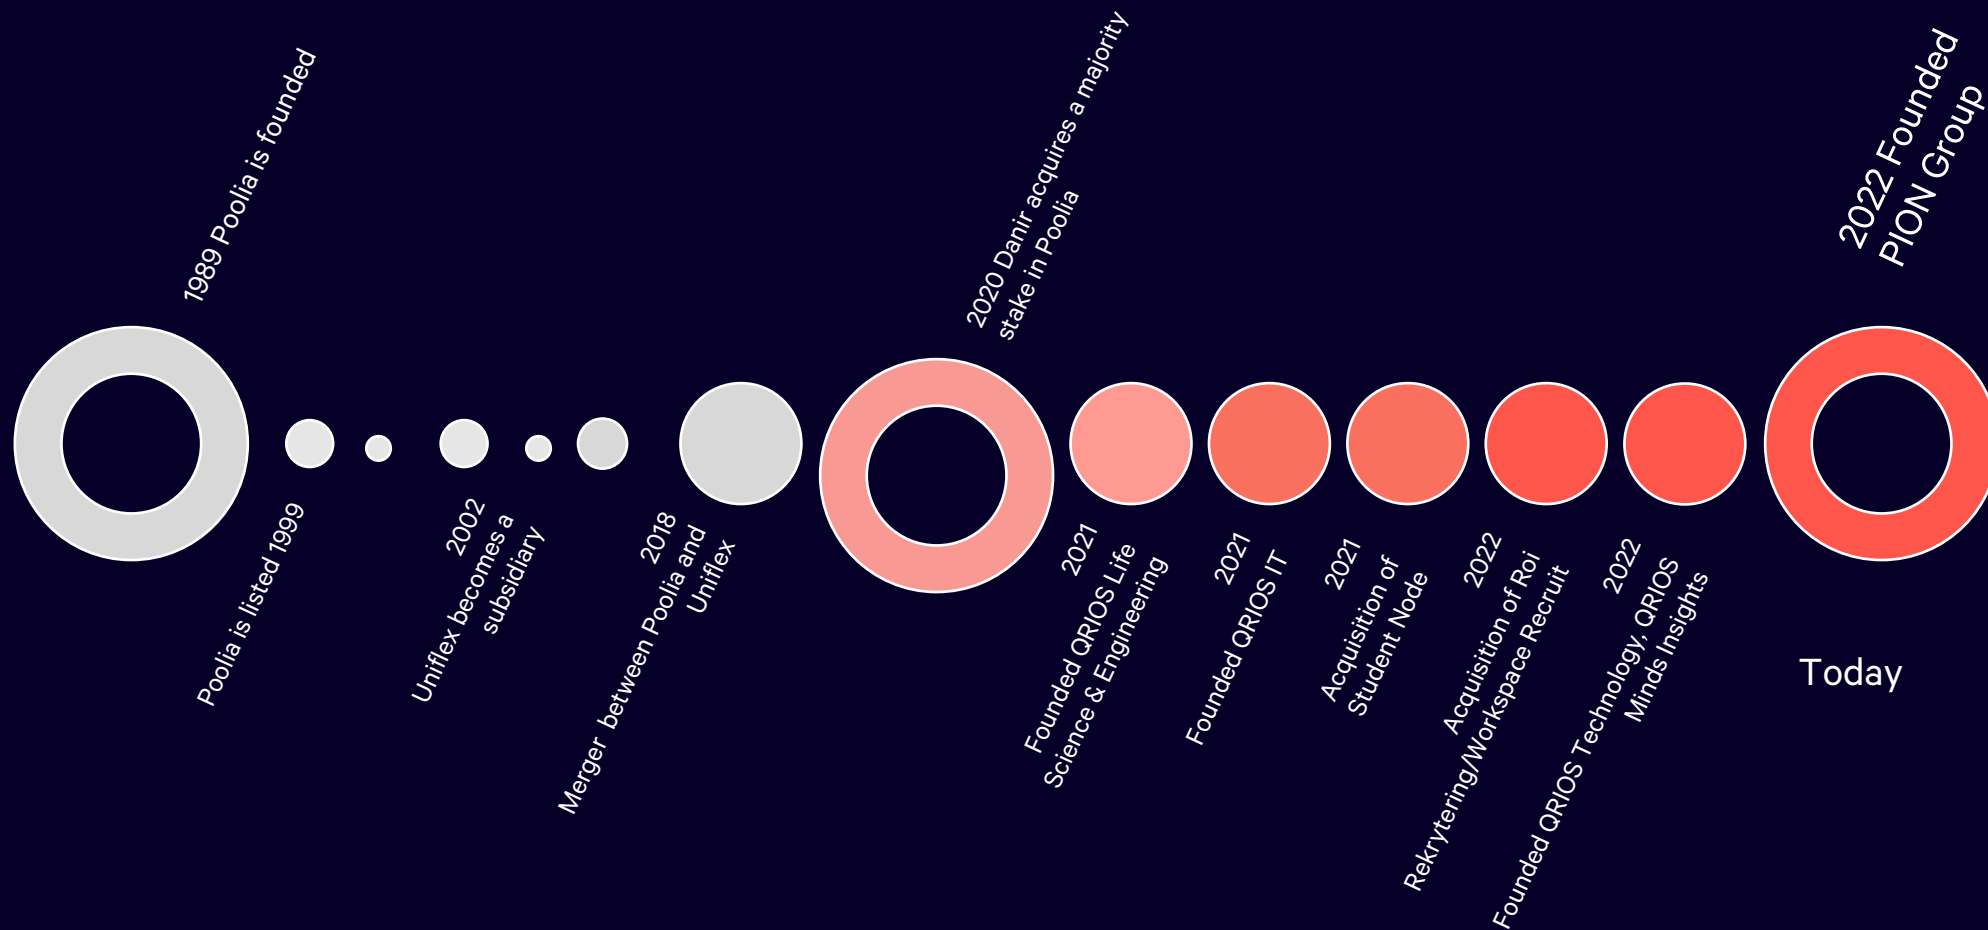 1989 Poolia is founded
Poolia is listed 1999
2002
Uniflex becomes a
subsidiary
2018
Merger between Poolia and
Uniflex
2020 Danir acquires a majority
stake in Poolia
2021
Founded QRIOS Life
Science & Engineering
2021
Founded QRIOS IT
2021
Acquisition of
Student Node
2022
Acquisition of Roi
Rekrytering/Workspace Recruit
2022
Founded QRIOS Technology, QRIOS
Minds Insights
2022 Founded
PION Group
Today